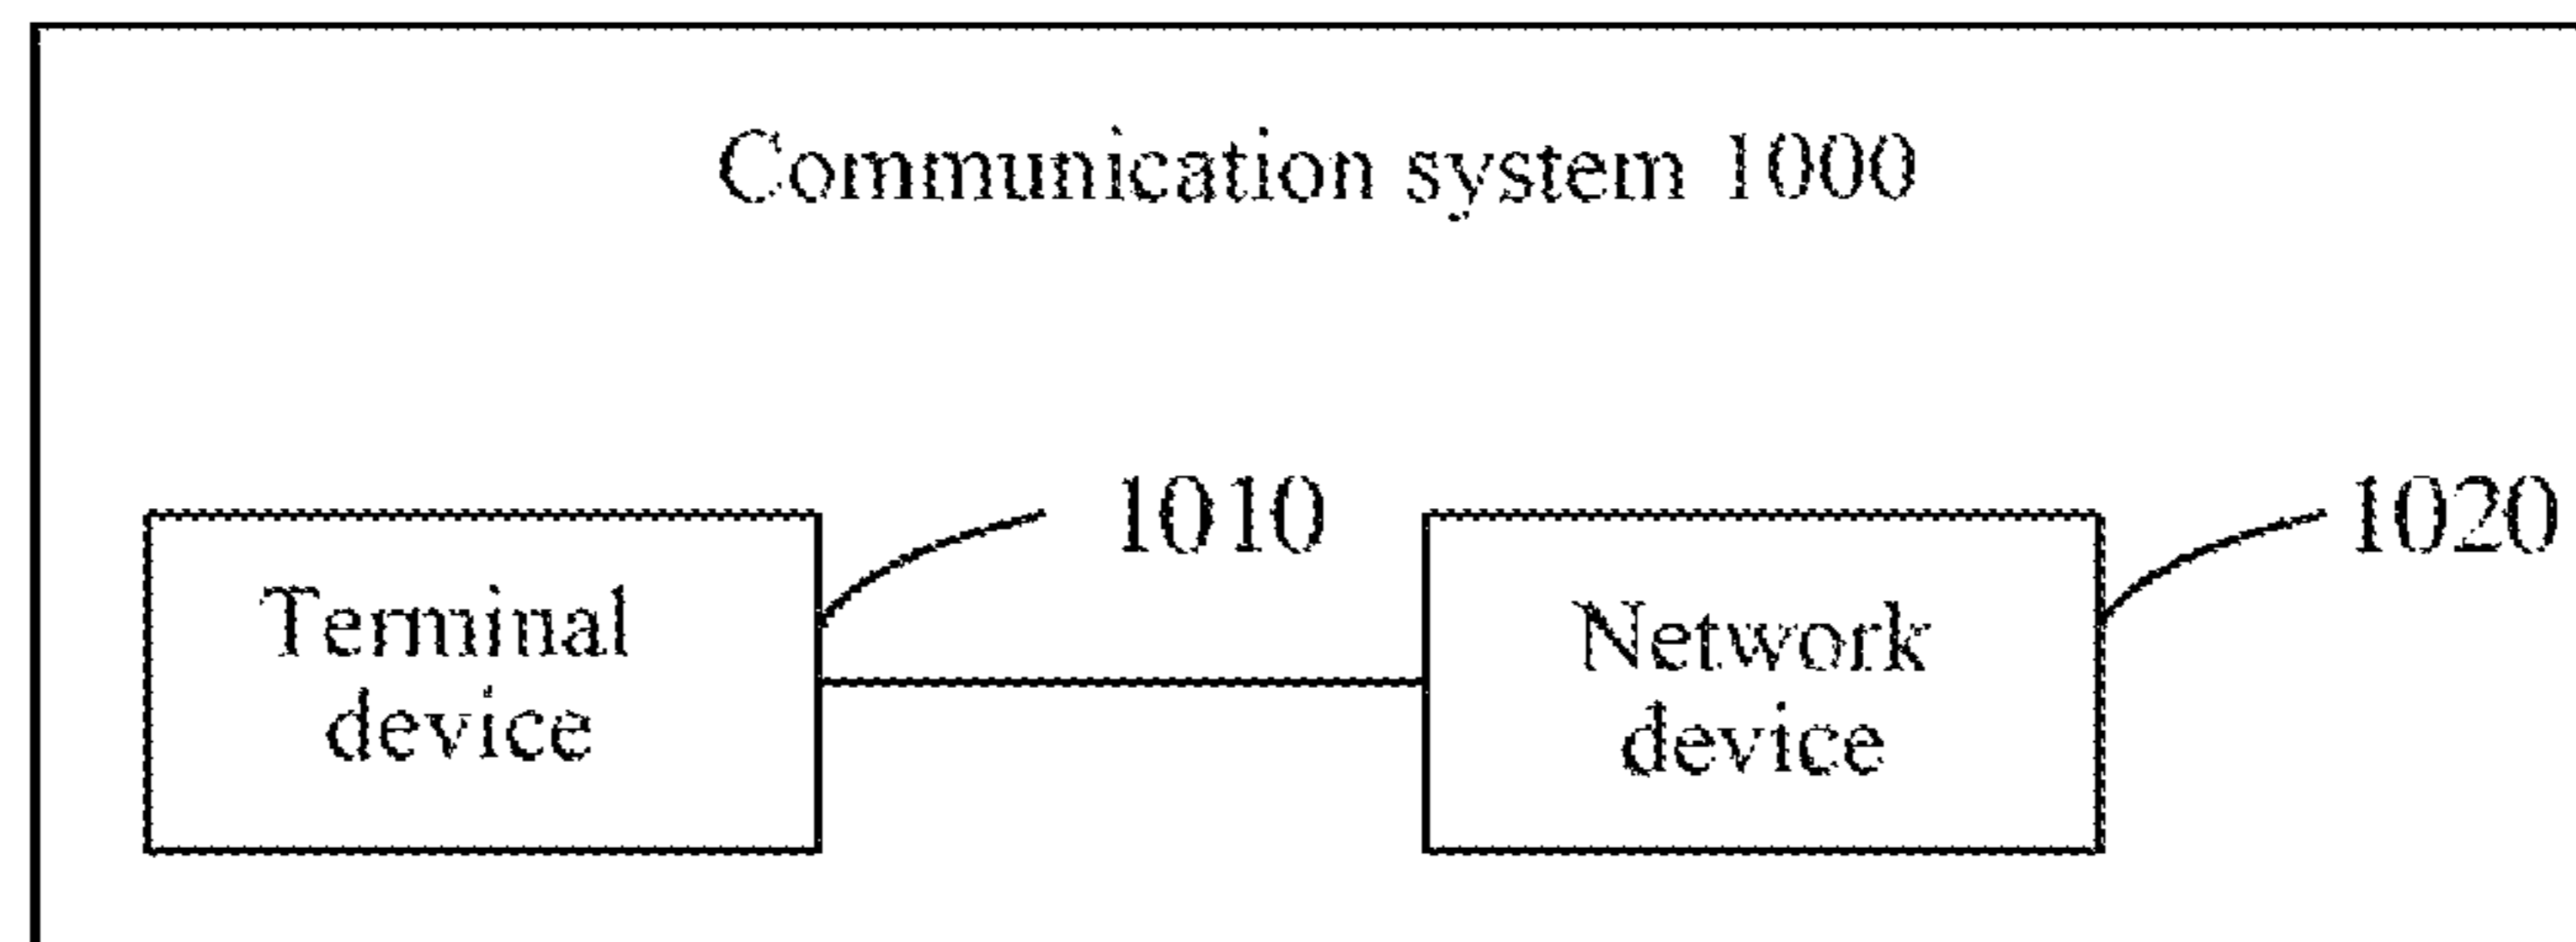 Communication system 1000
1010
1020
Terminal
device
Network
device